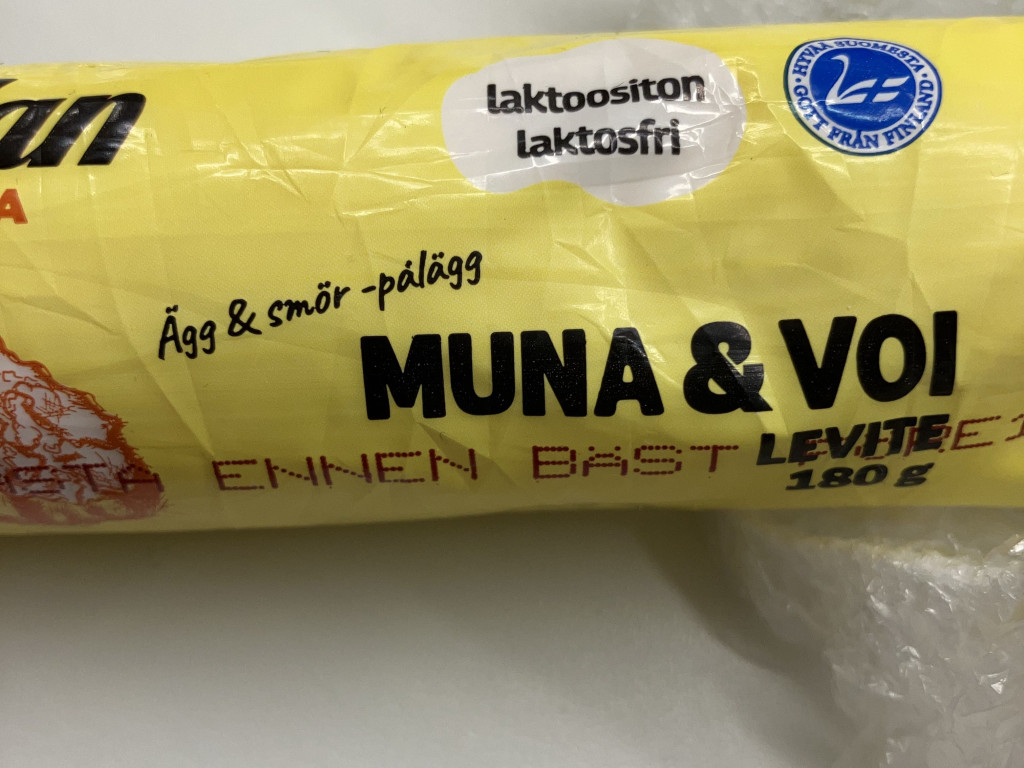 laktoositon
laktosfri
HYVÄÄ SUOMESTA
GOTT FRÅN FINLAND
Ägg & smör -pålägg
MUNA & VOI
LEVITE
180 g
ENNEN BÄST